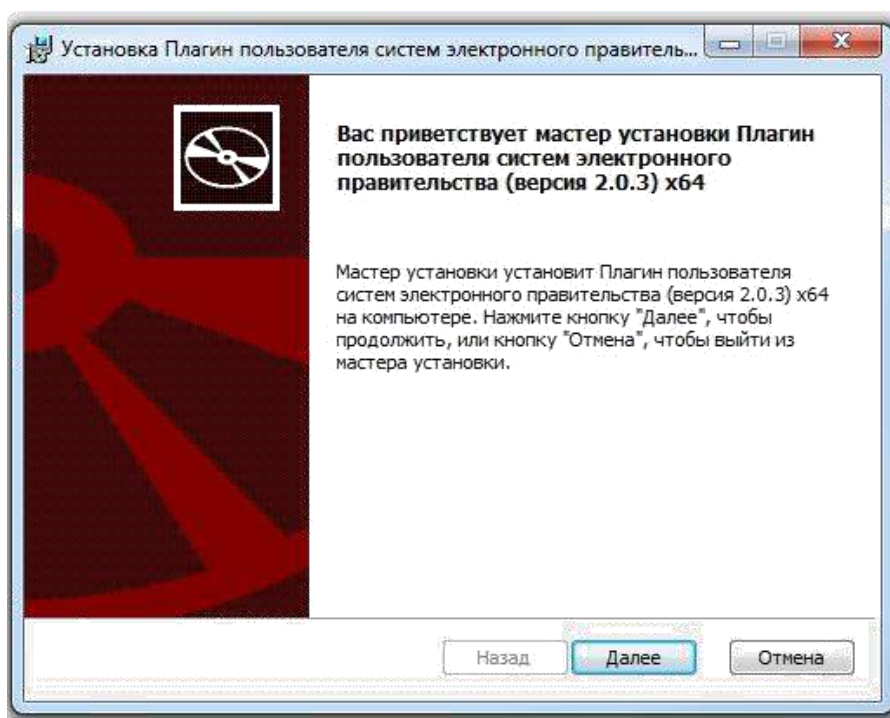 Установка Плагин пользователя систем электронного правитель...
Вас приветствует мастер установки Плагин
пользователя систем электронного
правительства (версия 2.0.3) x64
Мастер установки установит Плагин пользователя
систем электронного правительства (версия 2.0.3) x64
на компьютере. Нажмите кнопку "Далее", чтобы
продолжить, или кнопку "Отмена", чтобы выйти из
мастера установки.
Назад Далее Отмена